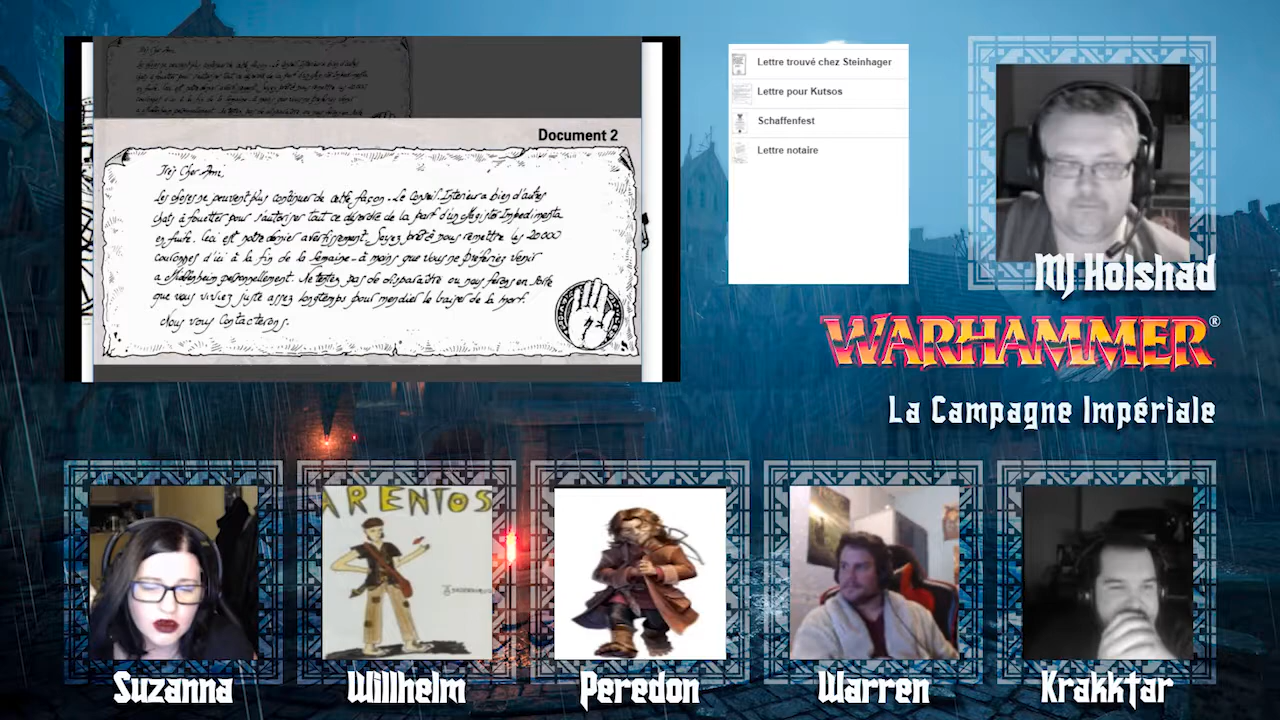 Document 2
Très Cher Ami,
Les choses ne peuvent plus continuer de cette façon. Le Conseil Intérieur a bien d'autres
chats à fouetter pour s'autoriser tout ce désordre de la part d'un Magister Impedimenta
en fuite. Ceci est notre dernier avertissement. Soyez prêt à nous remettre les 20 000
couronnes d'ici à la fin de la semaine - à moins que vous ne préfériez venir
à Middenheim personnellement. Ne tentez pas de disparaître ou nous ferons en sorte
que vous viviez juste assez longtemps pour mendier le baiser de la mort.
Nous vous contacterons.
Lettre trouvé chez Steinhager
Lettre pour Kutsos
Schaffenfest
Lettre notaire
MJ Holshad
WARHAMMER®
La Campagne Impériale
ARENTOS
Suzanna
Willhelm
Peredon
Warren
Krakktar